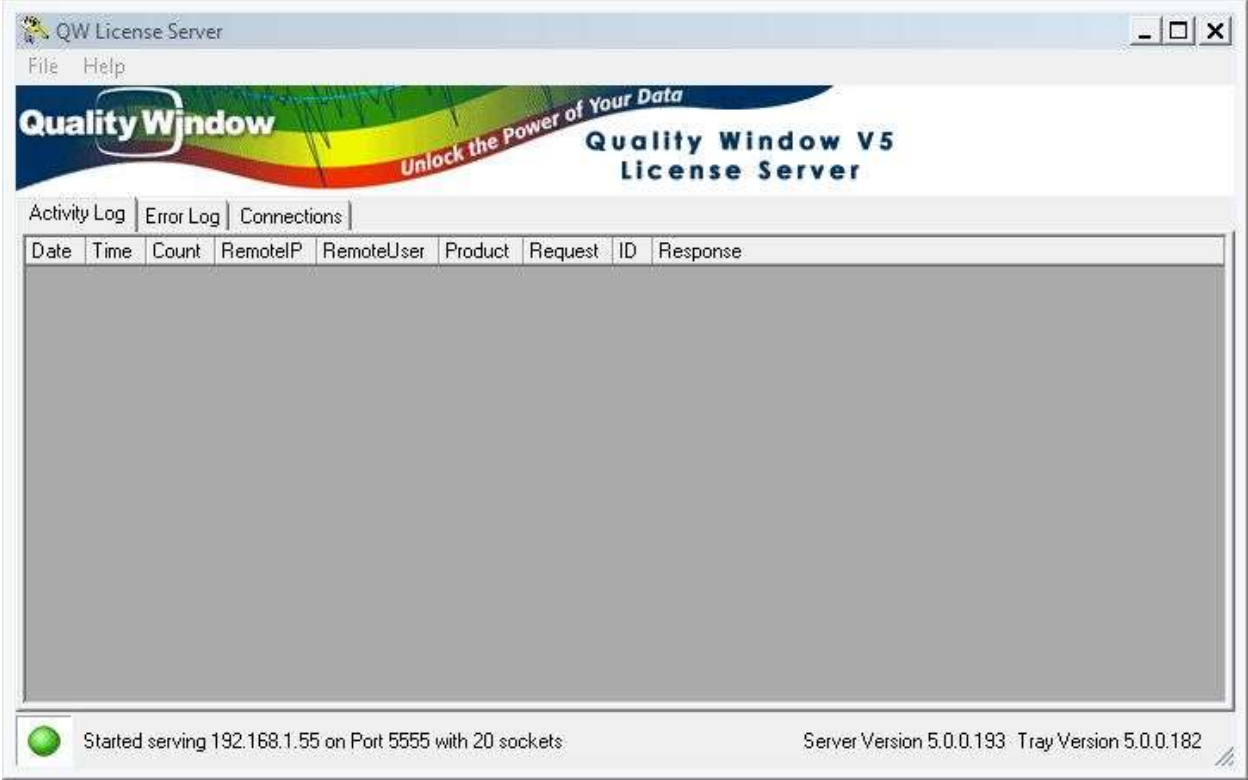 QW License Server
File Help
Quality Window
Unlock the Power of Your Data
Quality Window V5
License Server
Activity Log Error Log Connections
Date Time Count RemoteIP RemoteUser Product Request ID Response
Started serving 192.168.1.55 on Port 5555 with 20 sockets Server Version 5.0.0.193 Tray Version 5.0.0.182